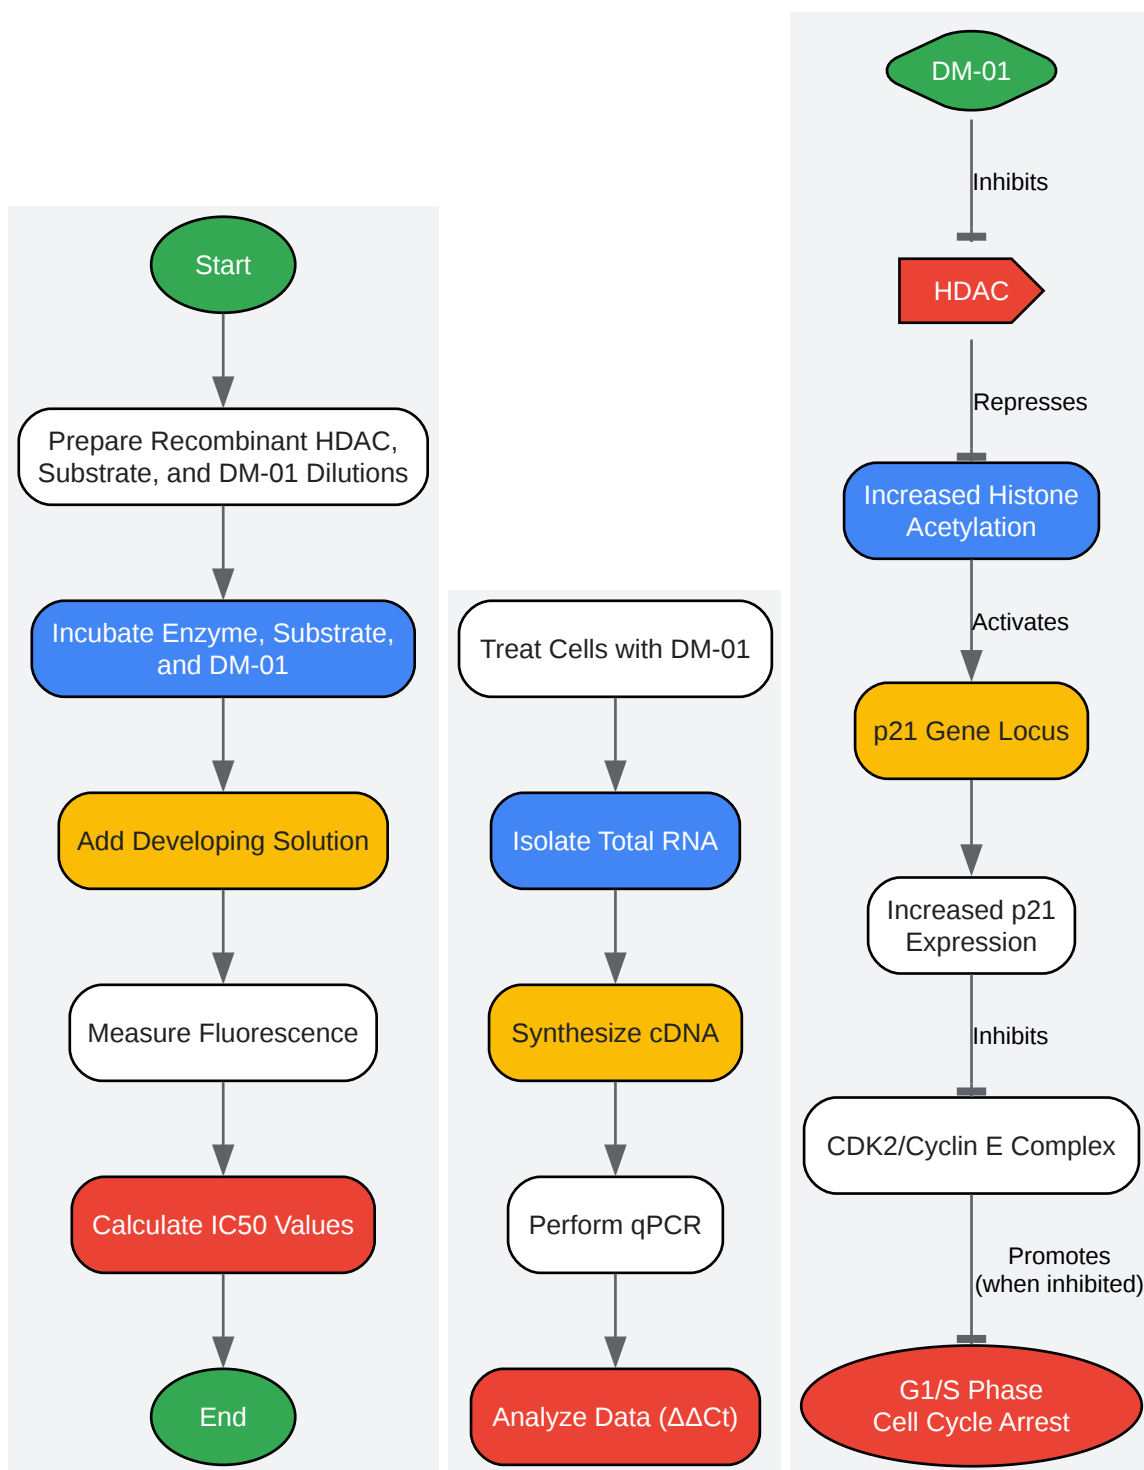 Start
Prepare Recombinant HDAC,
Substrate, and DM-01 Dilutions
Incubate Enzyme, Substrate,
and DM-01
Add Developing Solution
Measure Fluorescence
Calculate IC50 Values
End
Treat Cells with DM-01
Isolate Total RNA
Synthesize cDNA
Perform qPCR
Analyze Data (ΔΔCt)
DM-01
Inhibits
HDAC
Represses
Increased Histone
Acetylation
Activates
p21 Gene Locus
Increased p21
Expression
Inhibits
CDK2/Cyclin E Complex
Promotes
(when inhibited)
G1/S Phase
Cell Cycle Arrest